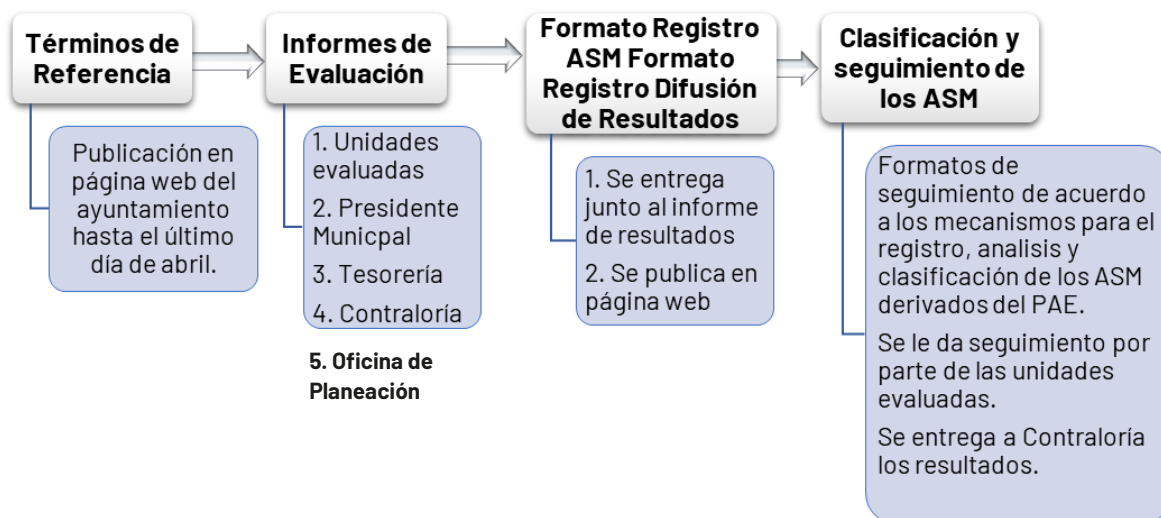 Términos de
Referencia
Publicación en
página web del
ayuntamiento
hasta el último
día de abril.
Informes de
Evaluación
1. Unidades
evaluadas
2. Presidente
Municpal
3. Tesorería
4. Contraloría
5. Oficina de
Planeación
Formato Registro
ASM Formato
Registro Difusión
de Resultados
1. Se entrega
junto al informe
de resultados
2. Se publica en
página web
Clasificación y
seguimiento de
los ASM
Formatos de
seguimiento de acuerdo
a los mecanismos para el
registro, analisis y
clasificación de los ASM
derivados del PAE.
Se le da seguimiento por
parte de las unidades
evaluadas.
Se entrega a Contraloría
los resultados.